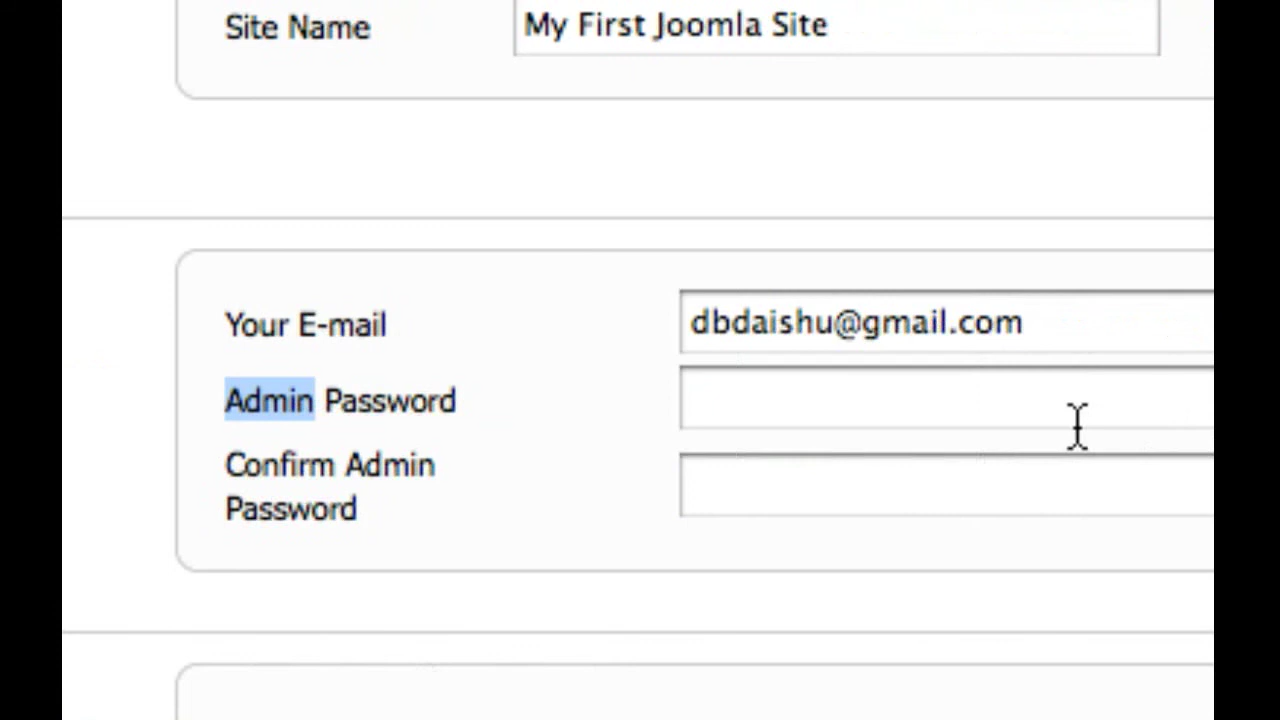 Site Name My First Joomla Site
Your E-mail dbdaishu@gmail.com
Admin Password
Confirm Admin
Password